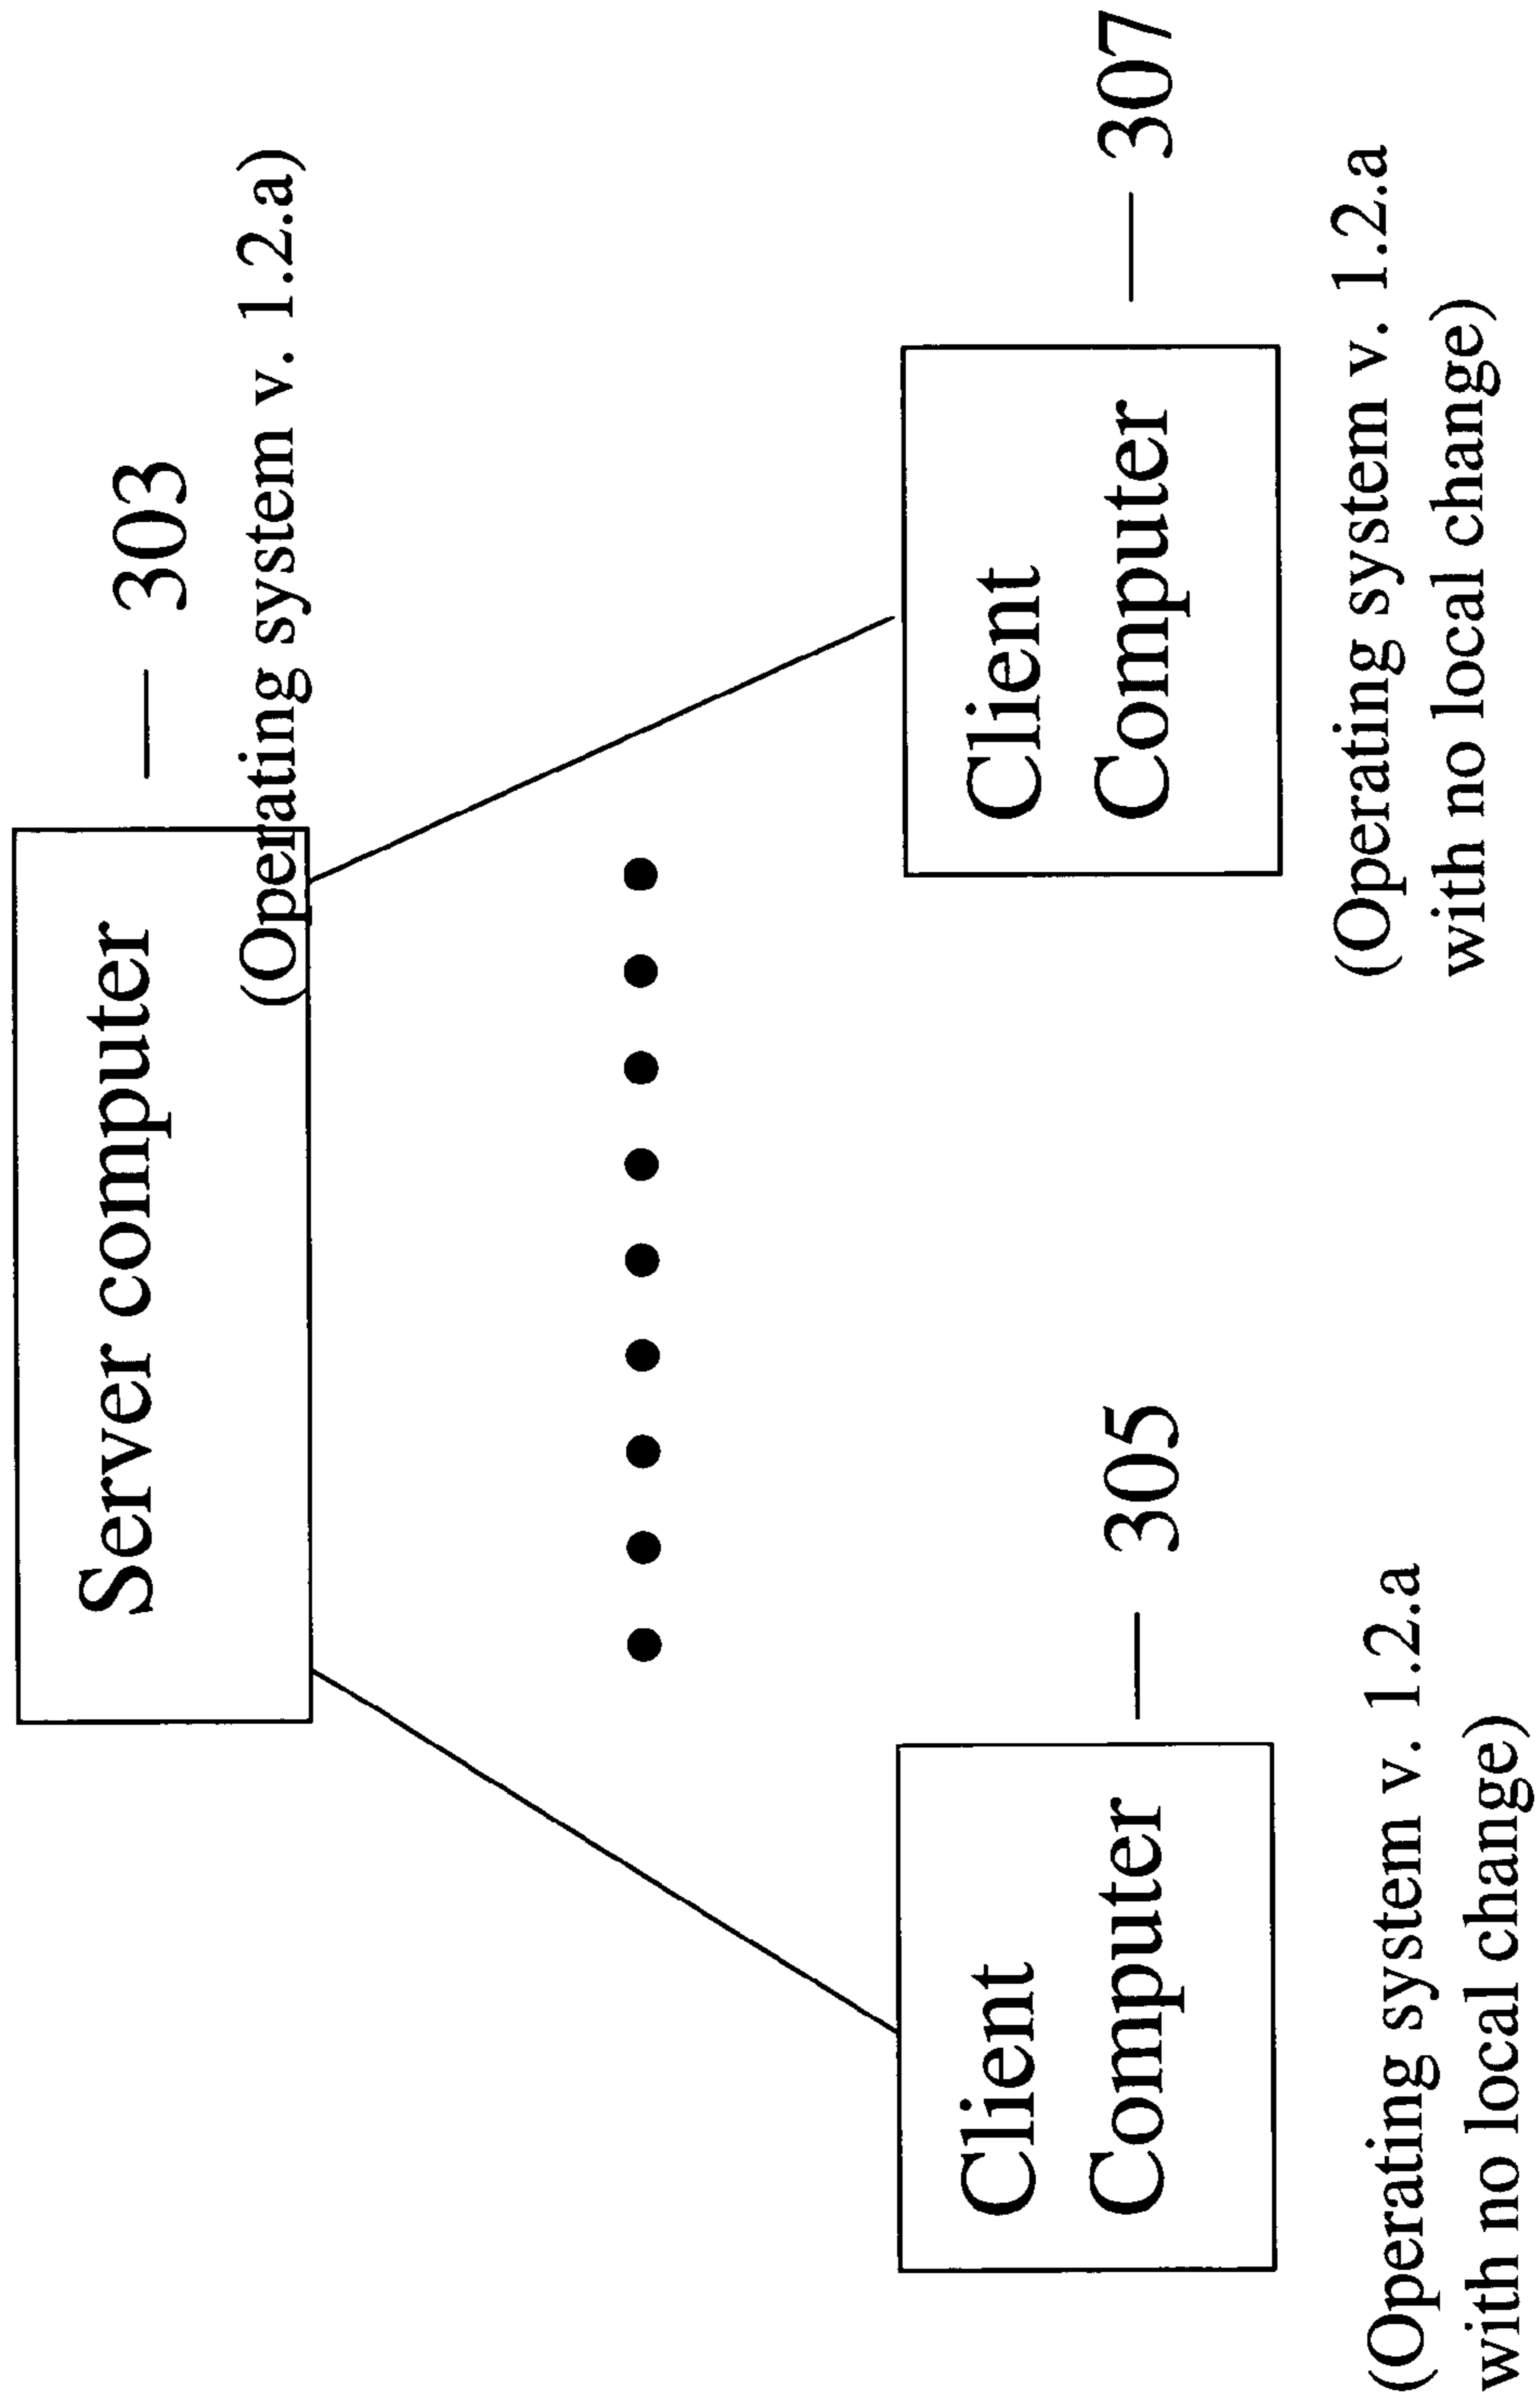 Server computer
303
(Operating system v. 1.2.a)
Client
Computer
305
(Operating system v. 1.2.a
with no local change)
Client
Computer
307
(Operating system v. 1.2.a
with no local change)